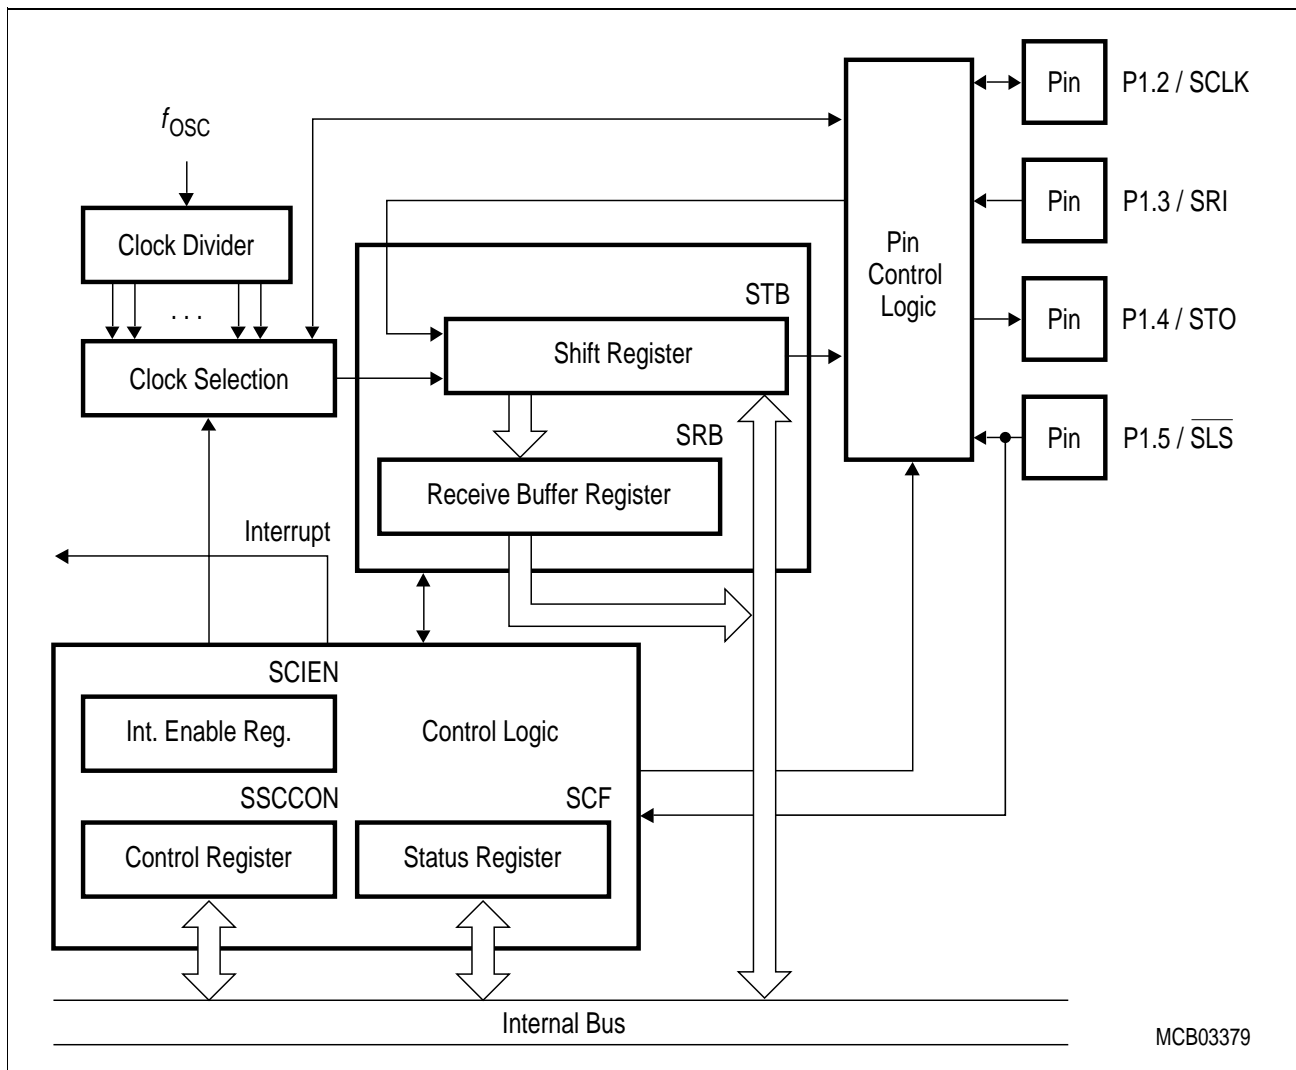 Pin
P1.2 / SCLK
fOSC
Pin
P1.3 / SRI
Clock Divider
Pin
Control
Logic
STB
. . .
Pin
P1.4 / STO
Shift Register
Clock Selection
SRB
Pin
P1.5 / S̅L̅S̅
Receive Buffer Register
Interrupt
SCIEN
Int. Enable Reg.
Control Logic
SSCCON
SCF
Control Register
Status Register
Internal Bus
MCB03379